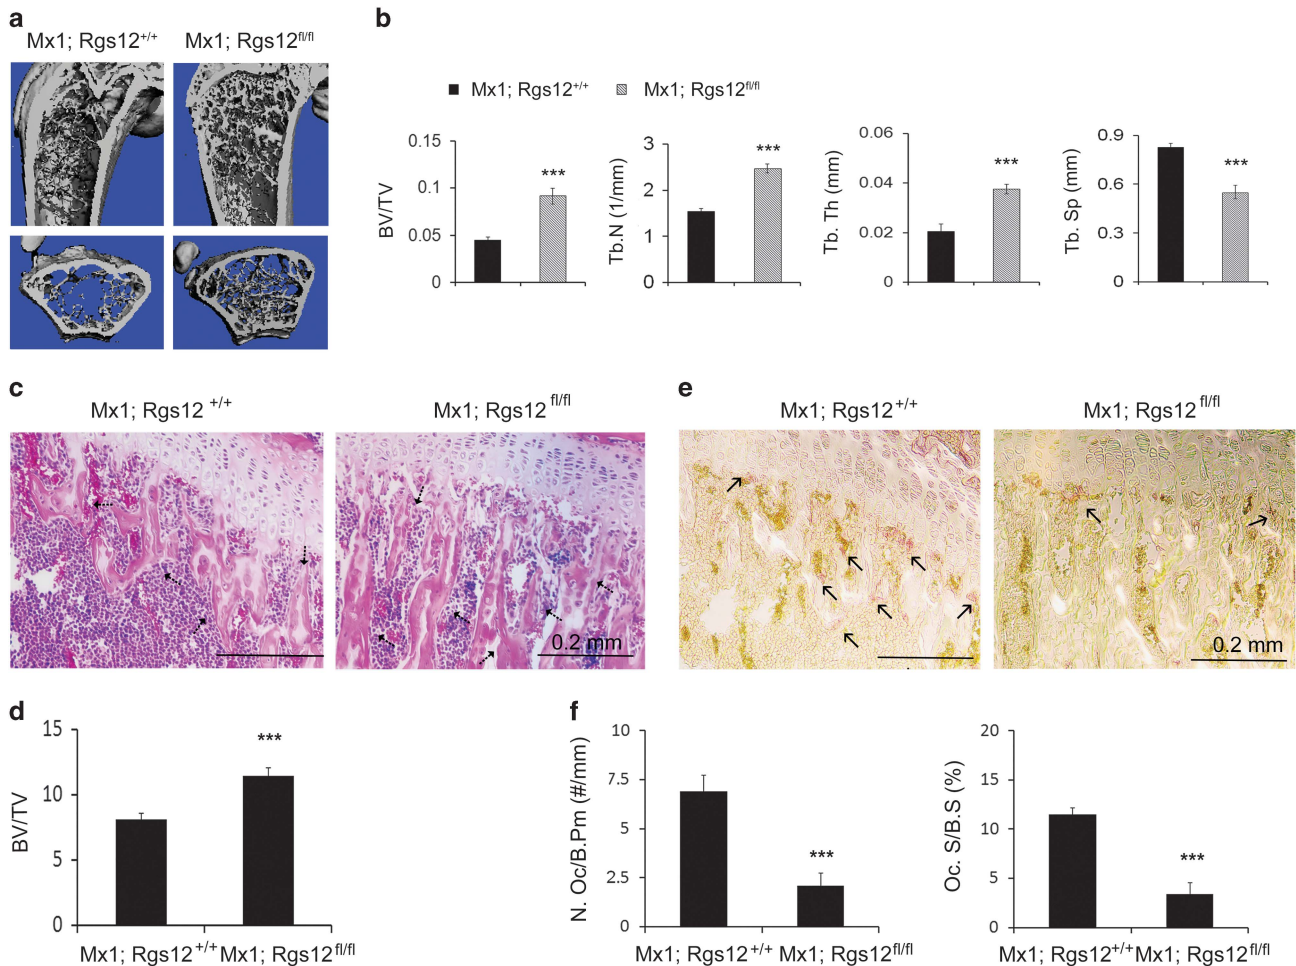 a
Mx1; Rgs12+/+
Mx1; Rgs12fl/fl
b
Mx1; Rgs12+/+
Mx1; Rgs12fl/fl
BV/TV
0.15
0.1
0.05
0
***
Tb.N (1/mm)
3
2
1
0
***
Tb. Th (mm)
0.06
0.04
0.02
0
***
Tb. Sp (mm)
0.9
0.6
0.3
0
***
c
Mx1; Rgs12 +/+
Mx1; Rgs12 fl/fl
0.2 mm
e
Mx1; Rgs12+/+
Mx1; Rgs12 fl/fl
0.2 mm
d
BV/TV
15
10
5
0
***
Mx1; Rgs12+/+
Mx1; Rgs12fl/fl
f
N. Oc/B.Pm (#/mm)
10
7.5
5
2.5
0
***
Mx1; Rgs12+/+
Mx1; Rgs12fl/fl
Oc. S/B.S (%)
20
15
10
5
0
***
Mx1; Rgs12+/+
Mx1; Rgs12fl/fl